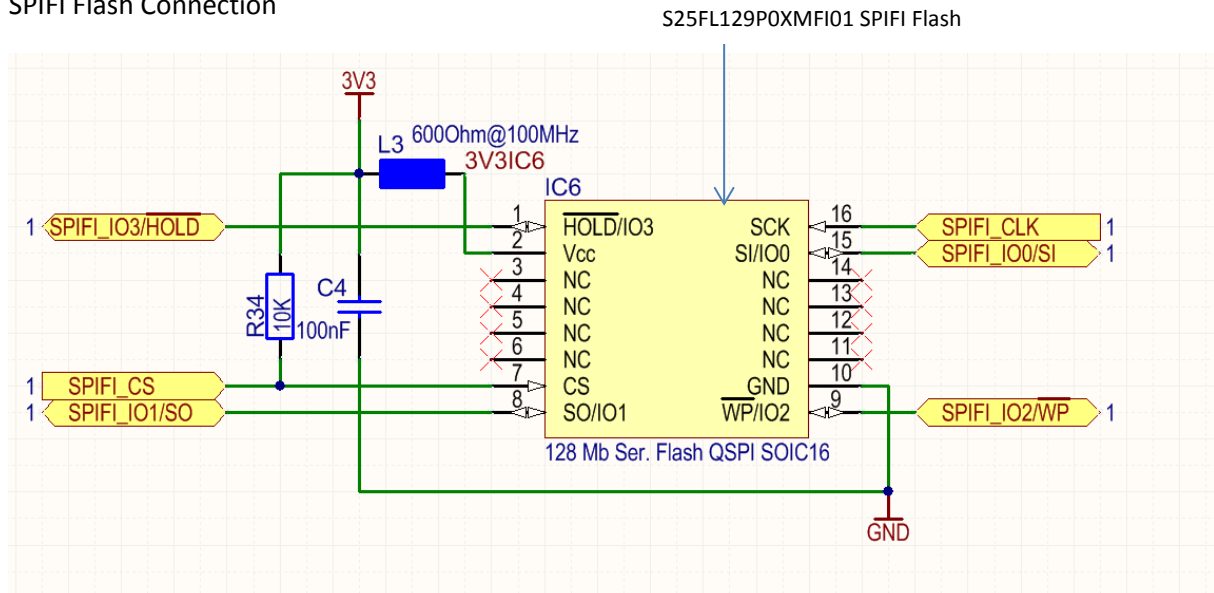 SPIFI Flash Connection
S25FL129P0XMFI01 SPIFI Flash
3V3
L3
600Ohm@100MHz
3V3IC6
IC6
1 SPIFI_IO3/HOLD
1
HOLD/IO3
SCK
16
SPIFI_CLK 1
2
Vcc
SI/IO0
15
SPIFI_IO0/SI 1
3
NC
NC
14
4
NC
NC
13
R34
10K
C4
100nF
5
NC
NC
12
6
NC
NC
11
1 SPIFI_CS
7
CS
GND
10
1 SPIFI_IO1/SO
8
SO/IO1
WP/IO2
9
SPIFI_IO2/WP 1
128 Mb Ser. Flash QSPI SOIC16
GND